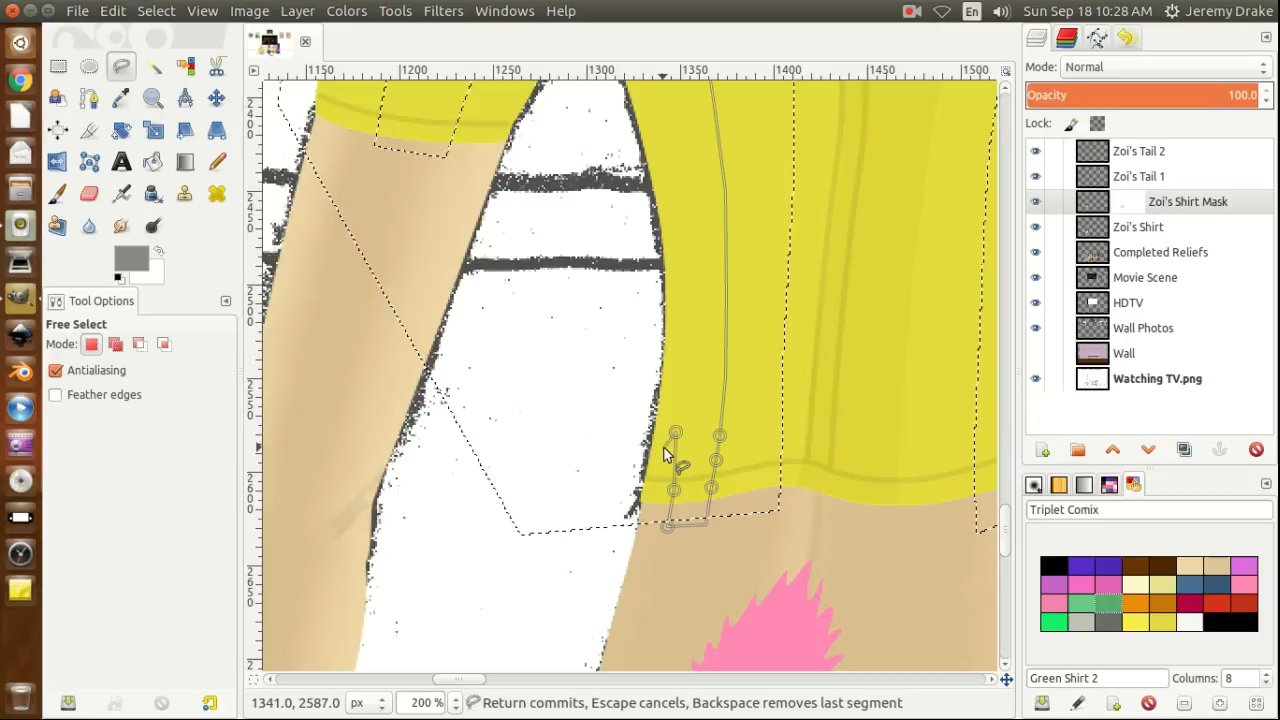 File Edit Select View Image Layer Colors Tools Filters Windows Help En Sun Sep 18 10:28 AM Jeremy Drake
1150 1200 1250 1300 1350 1400 1450 1500
Mode: Normal
Opacity 100.0
Lock:
Zoi's Tail 2
Zoi's Tail 1
Zoi's Shirt Mask
Zoi's Shirt
Completed Reliefs
Movie Scene
HDTV
Wall Photos
Wall
Watching TV.png
Tool Options
Free Select
Mode:
Antialiasing
Feather edges
Triplet Comix
Green Shirt 2 Columns: 8
1341.0, 2587.0 px 200 % Return commits, Escape cancels, Backspace removes last segment